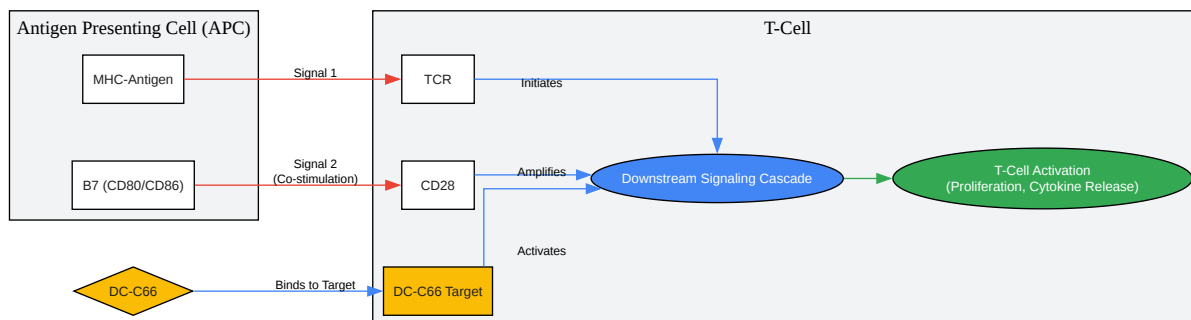 Antigen Presenting Cell (APC)
T-Cell
MHC-Antigen
Signal 1
TCR
Initiates
B7 (CD80/CD86)
Signal 2
(Co-stimulation)
CD28
Amplifies
Downstream Signaling Cascade
T-Cell Activation
(Proliferation, Cytokine Release)
Activates
DC-C66
Binds to Target
DC-C66 Target